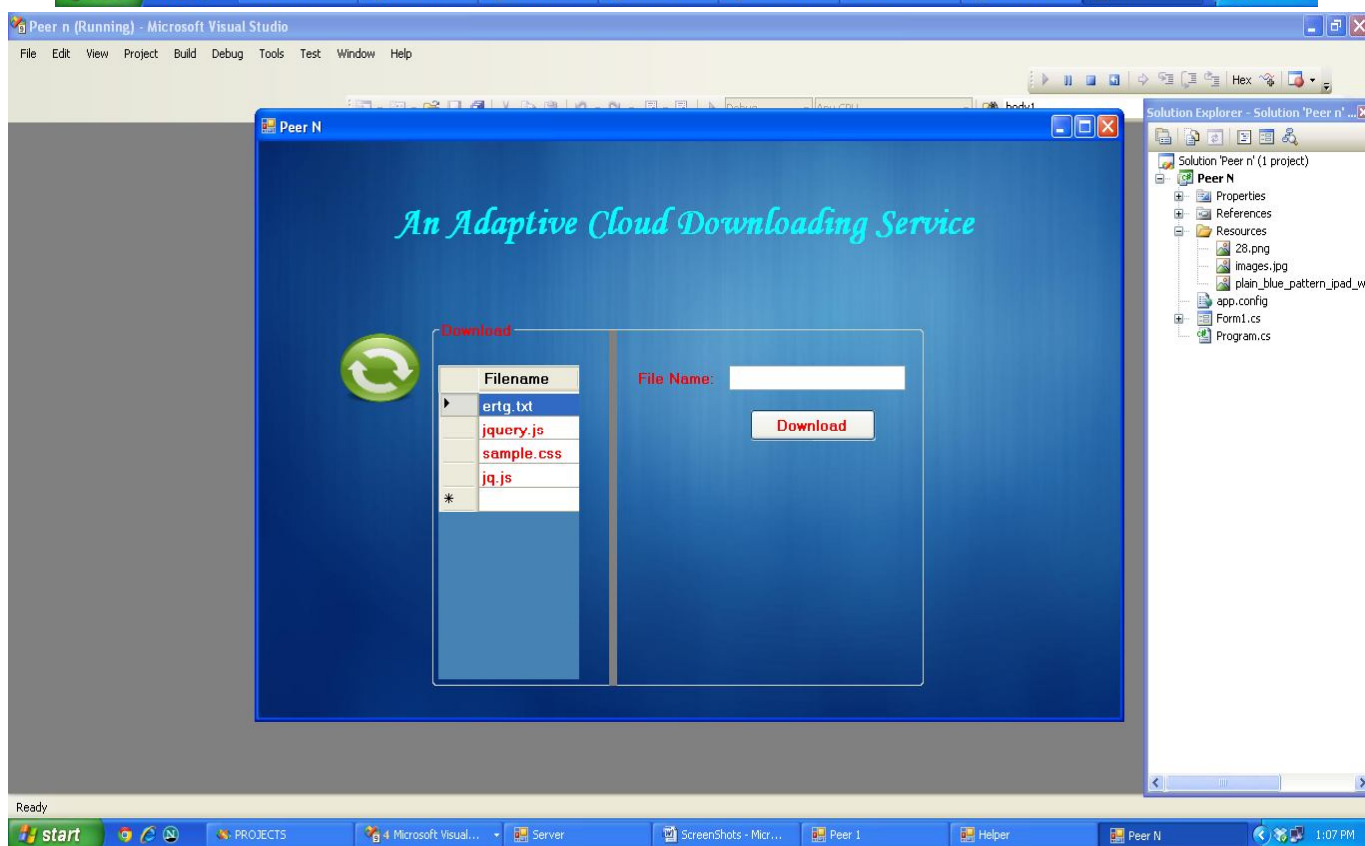 Peer n (Running) - Microsoft Visual Studio
File Edit View Project Build Debug Tools Test Window Help
Hex
body1
Peer N
An Adaptive Cloud Downloading Service
Download
Filename
ertg.txt
jquery.js
sample.css
jq.js
File Name:
Download
Solution Explorer - Solution 'Peer n' ...
Solution 'Peer n' (1 project)
Peer N
Properties
References
Resources
28.png
images.jpg
plain_blue_pattern_ipad_w
app.config
Form1.cs
Program.cs
Ready
start
PROJECTS
4 Microsoft Visual...
Server
ScreenShots - Micr...
Peer 1
Helper
Peer N
1:07 PM